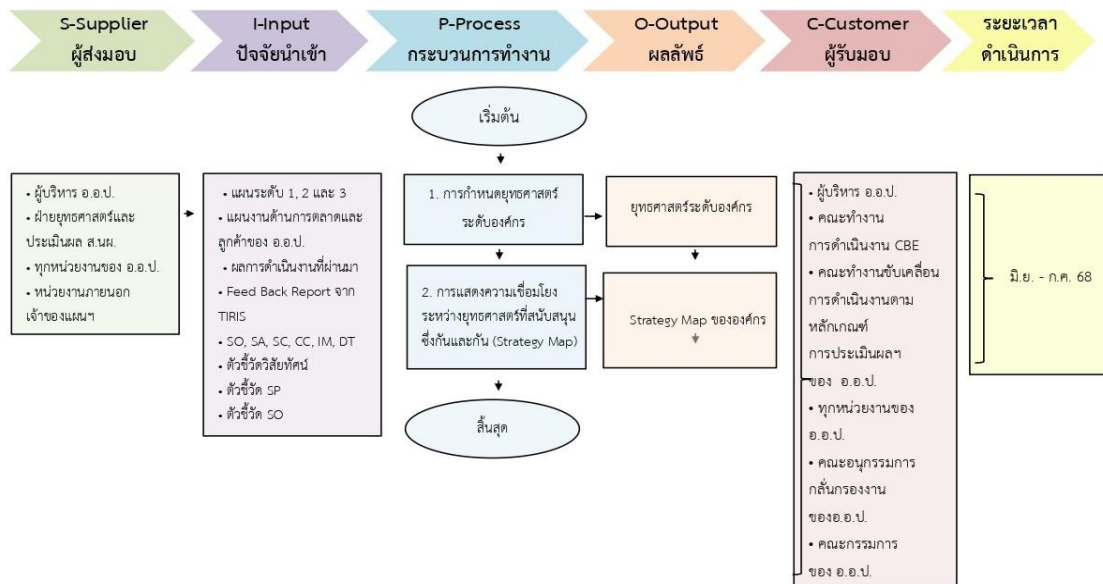 S-Supplier
ผู้ส่งมอบ
I-Input
ปัจจัยนำเข้า
P-Process
กระบวนการทำงาน
O-Output
ผลลัพธ์
C-Customer
ผู้รับมอบ
ระยะเวลา
ดำเนินการ
เริ่มต้น
• ผู้บริหาร อ.อ.ป.
• ฝ่ายยุทธศาสตร์และ
ประเมินผล ส.นผ.
• ทุกหน่วยงานของ อ.อ.ป.
• หน่วยงานภายนอก
เจ้าของแผนฯ
• แผนระดับ 1, 2 และ 3
• แผนงานด้านการตลาดและ
ลูกค้าของ อ.อ.ป.
• ผลการดำเนินงานที่ผ่านมา
• Feed Back Report จาก
TIRIS
• SO, SA, SC, CC, IM, DT
• ตัวชี้วัดวิสัยทัศน์
• ตัวชี้วัด SP
• ตัวชี้วัด SO
1. การกำหนดยุทธศาสตร์
ระดับองค์กร
2. การแสดงความเชื่อมโยง
ระหว่างยุทธศาสตร์ที่สนับสนุน
ซึ่งกันและกัน (Strategy Map)
สิ้นสุด
ยุทธศาสตร์ระดับองค์กร
Strategy Map ขององค์กร
• ผู้บริหาร อ.อ.ป.
• คณะทำงาน
การดำเนินงาน CBE
• คณะทำงานขับเคลื่อน
การดำเนินงานตาม
หลักเกณฑ์
การประเมินผลฯ
ของ อ.อ.ป.
• ทุกหน่วยงานของ
อ.อ.ป.
• คณะอนุกรรมการ
กลั่นกรองงาน
ของอ.อ.ป.
• คณะกรรมการ
ของ อ.อ.ป.
มิ.ย. - ก.ค. 68